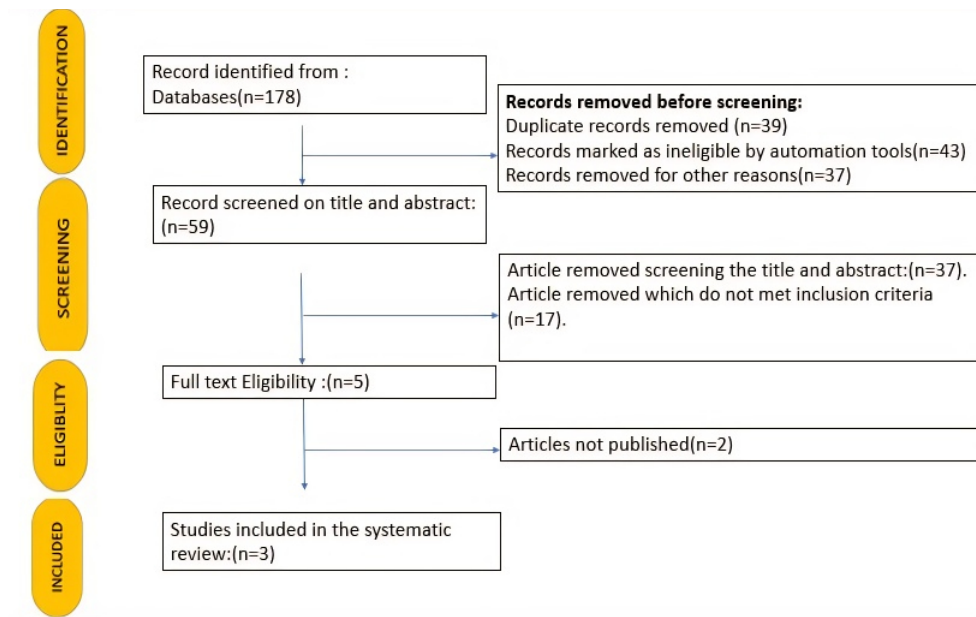 IDENTIFICATION
Record identified from :
Databases(n=178)
Records removed before screening:
Duplicate records removed (n=39)
Records marked as ineligible by automation tools(n=43)
Records removed for other reasons(n=37)
SCREENING
Record screened on title and abstract:
(n=59)
Article removed screening the title and abstract:(n=37).
Article removed which do not met inclusion criteria
(n=17).
ELIGIBLITY
Full text Eligibility :(n=5)
Articles not published(n=2)
INCLUDED
Studies included in the systematic
review:(n=3)